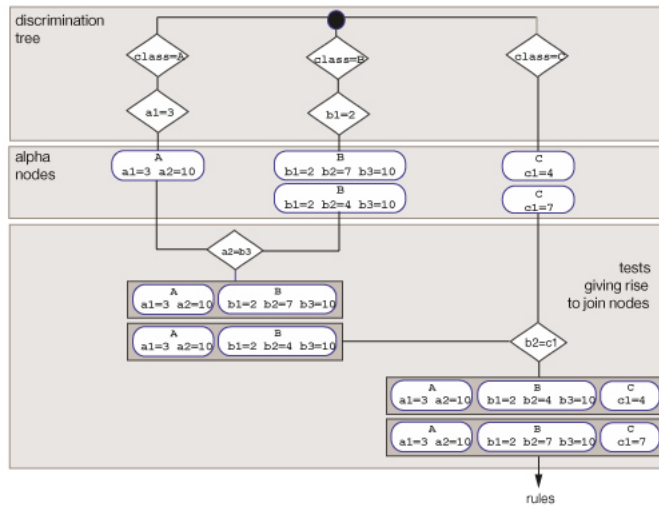 discrimination
tree
class=A
class=B
class=C
a1=3
b1=2
alpha
nodes
A
a1=3 a2=10
B
b1=2 b2=7 b3=10
B
b1=2 b2=4 b3=10
C
c1=4
C
c1=7
a2=b3
tests
giving rise
to join nodes
A
a1=3 a2=10
B
b1=2 b2=7 b3=10
A
a1=3 a2=10
B
b1=2 b2=4 b3=10
b2=c1
A
a1=3 a2=10
B
b1=2 b2=4 b3=10
C
c1=4
A
a1=3 a2=10
B
b1=2 b2=7 b3=10
C
c1=7
rules